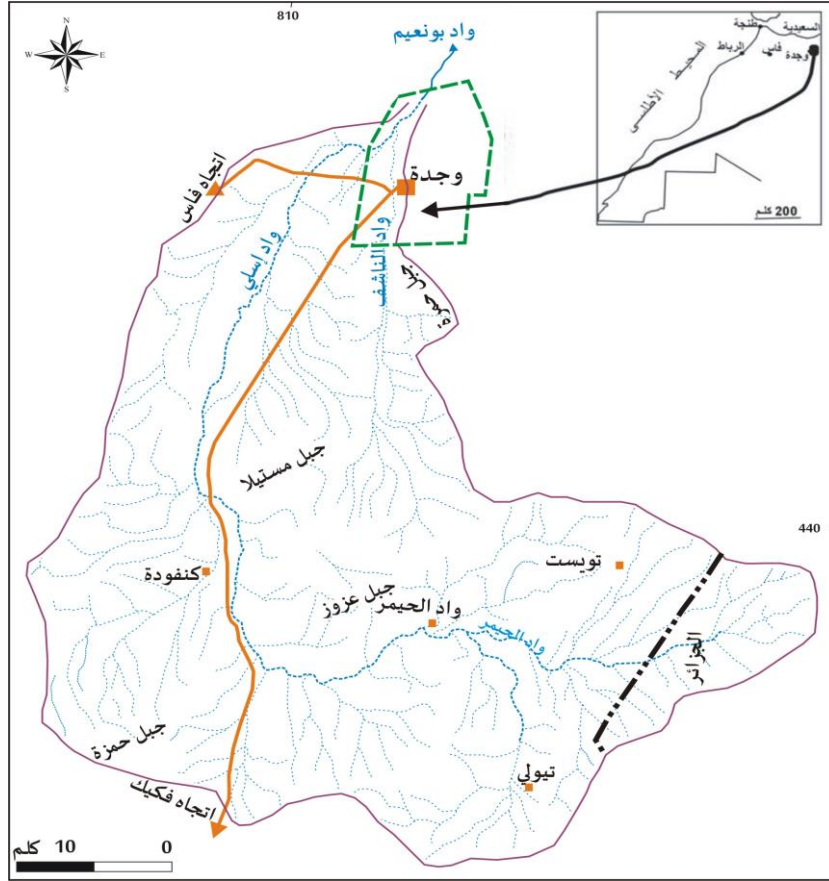 810
واد بونعيم
N
W
E
S
السعيدية
طنجة
وجدة
فاس
الرباط
المحيط الأطلسي
200 كلم
اتجاه فاس
وجدة
واد إسلي
واد الناشف
جبل حمرة
جبل مستيلا
440
كنفودة
تويست
جبل عزوز
واد الحيمر
واد الحيمر
الجزائر
جبل حمزة
تيولي
اتجاه فكيك
كلم 10 0